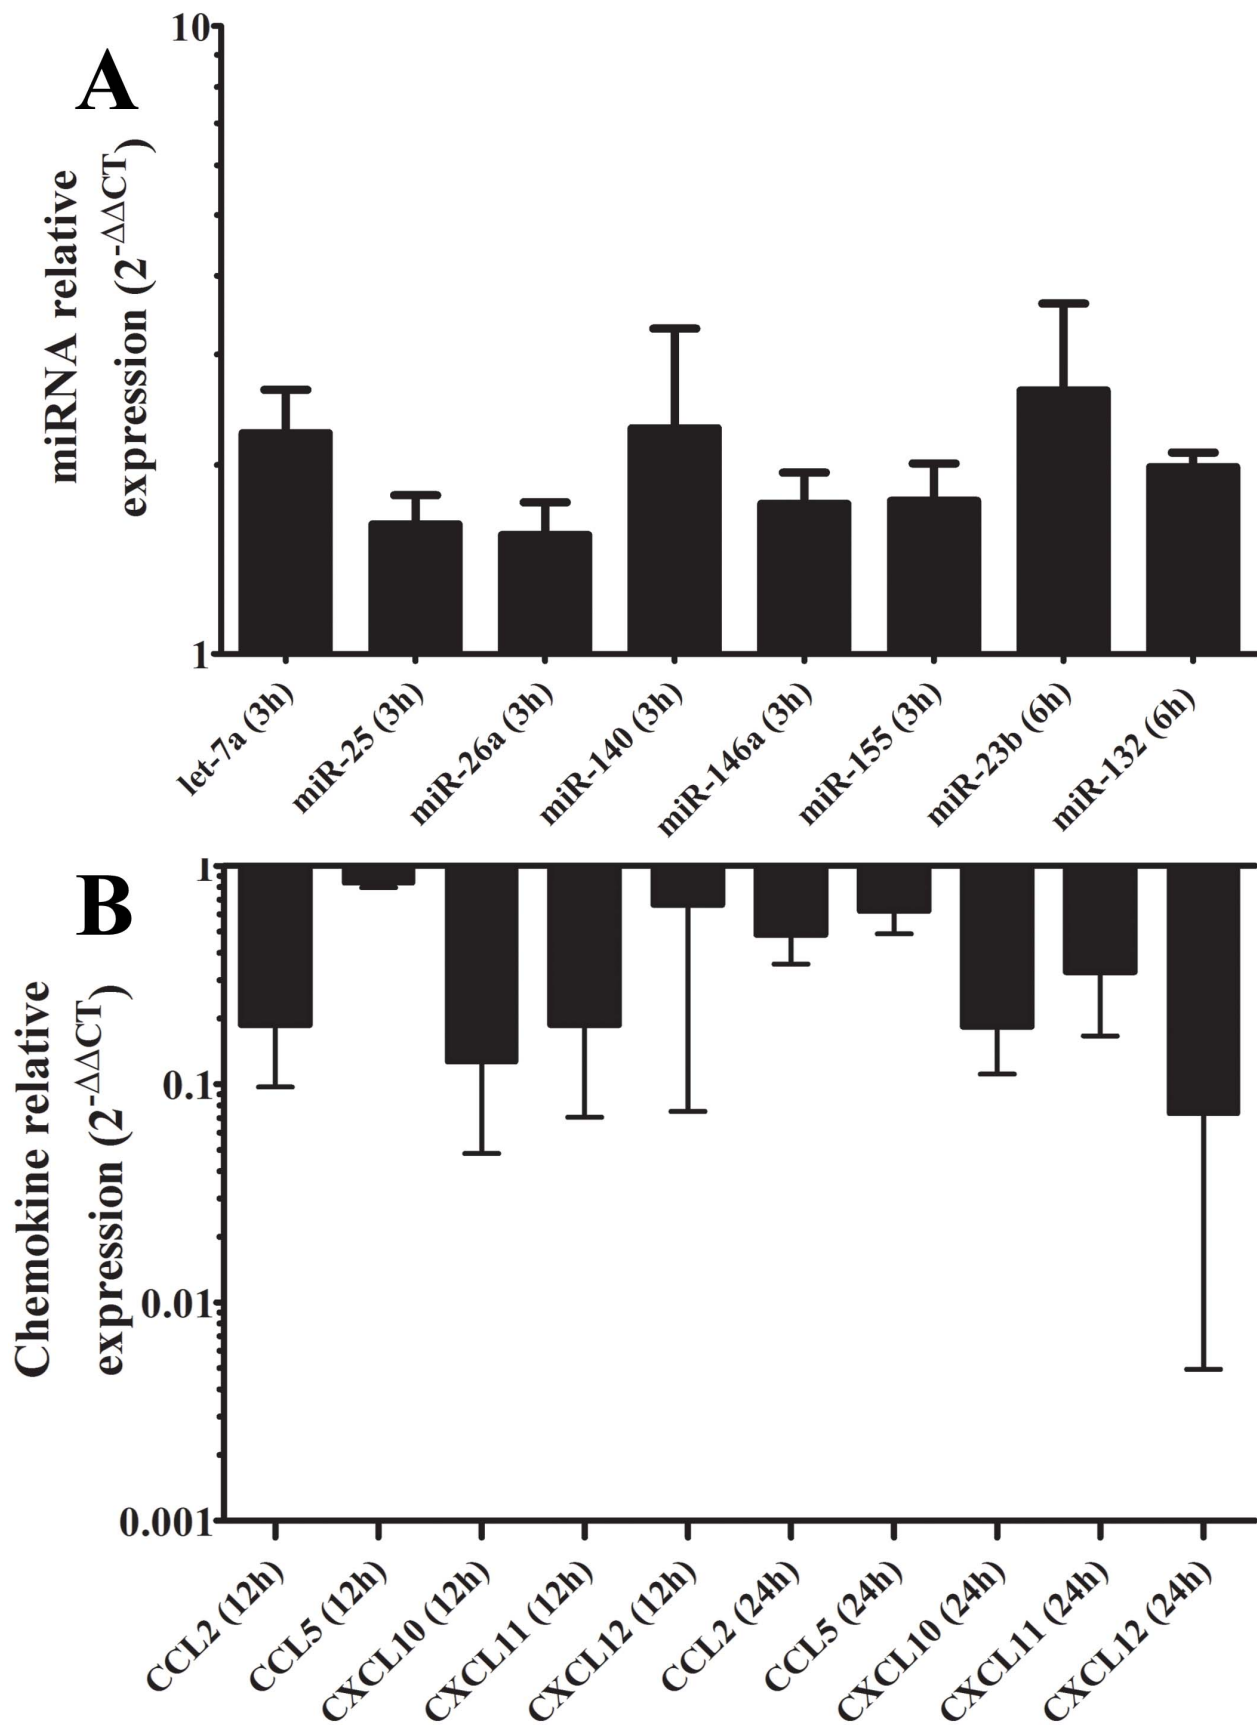 A
miRNA relative
expression (2-ΔΔCT)
10
1
let-7a (3h)
miR-25 (3h)
miR-26a (3h)
miR-140 (3h)
miR-146a (3h)
miR-155 (3h)
miR-23b (6h)
miR-132 (6h)
B
Chemokine relative
expression (2-ΔΔCT)
1
0.1
0.01
0.001
CCL2 (12h)
CCL5 (12h)
CXCL10 (12h)
CXCL11 (12h)
CXCL12 (12h)
CCL2 (24h)
CCL5 (24h)
CXCL10 (24h)
CXCL11 (24h)
CXCL12 (24h)